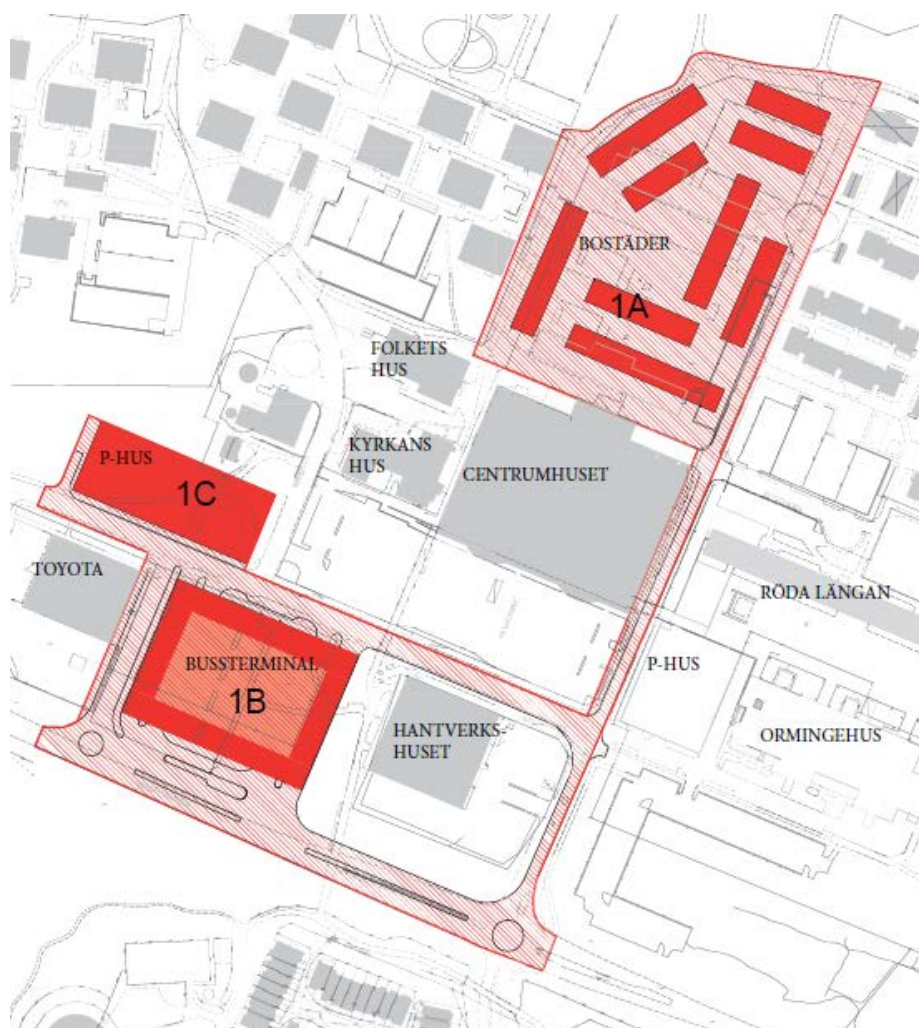 BOSTÄDER
1A
FOLKETS
HUS
KYRKANS
HUS
CENTRUMHUSET
P-HUS
1C
TOYOTA
RÖDA LÄNGAN
BUSSTERMINAL
1B
P-HUS
HANTVERKS-
HUSET
ORMINGEHUS